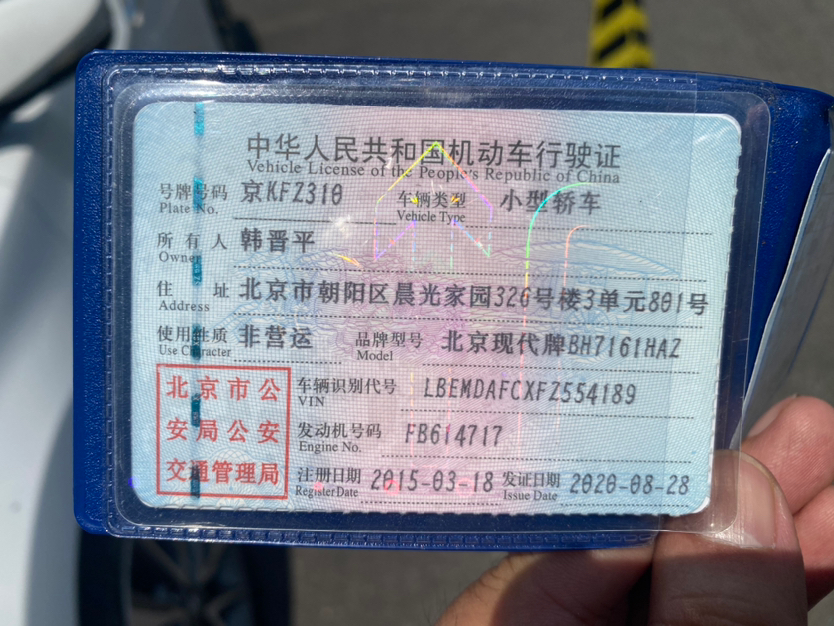 中华人民共和国机动车行驶证
Vehicle License of the People's Republic of China
号牌号码 京KFZ310 车辆类型 小型轿车
Plate No. Vehicle Type
所有人 韩晋平
Owner
住址 北京市朝阳区晨光家园326号楼3单元801号
Address
使用性质 非营运 品牌型号 北京现代牌BH7161HAZ
Use Character Model
北京市公
安局公安
交通管理局
车辆识别代号 LBEMDAFCXFZ554189
VIN
发动机号码 FB614717
Engine No.
注册日期 2015-03-18 发证日期 2020-08-28
Register Date Issue Date